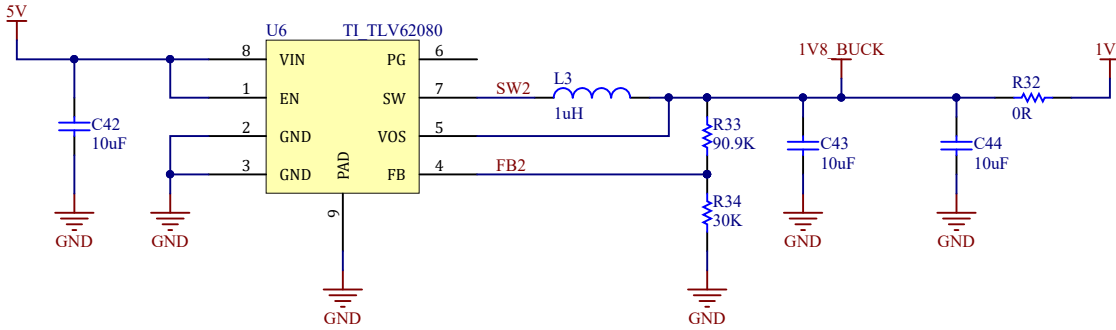 5V
U6
TI_TLV62080
8
VIN
PG
6
1
EN
SW
7
SW2
L3
1uH
2
GND
VOS
5
3
GND
FB
4
FB2
PAD
9
C42
10uF
GND
GND
GND
R33
90.9K
R34
30K
GND
1V8_BUCK
C43
10uF
GND
C44
10uF
GND
R32
0R
1V